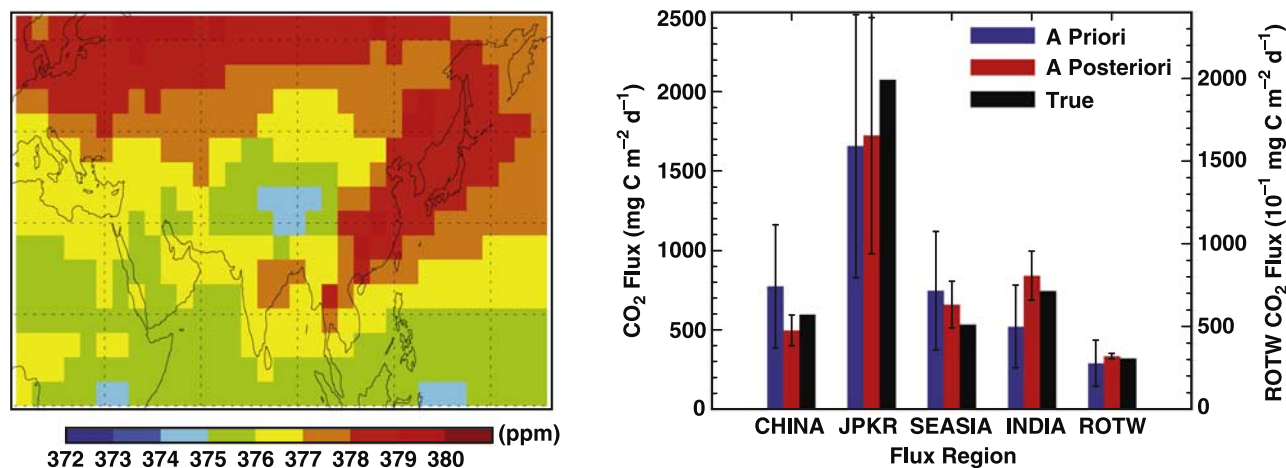 (ppm)
372 373 374 375 376 377 378 379 380
CO₂ Flux (mg C m⁻² d⁻¹)
2500
2000
1500
1000
500
0
A Priori
A Posteriori
True
CHINA JPKR SEASIA INDIA ROTW
Flux Region
2000
1500
1000
500
0
ROTW CO₂ Flux (10⁻¹ mg C m⁻² d⁻¹)